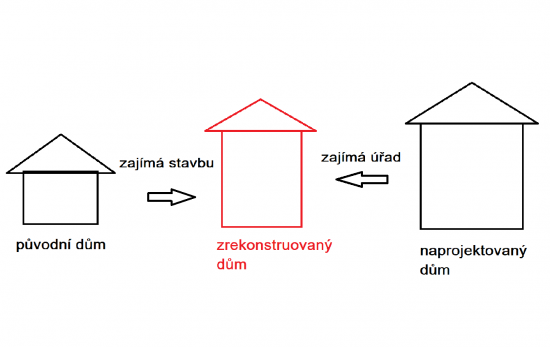 zajímá stavbu
zajímá úřad
původní dům
zrekonstruovaný
dům
naprojektovaný
dům